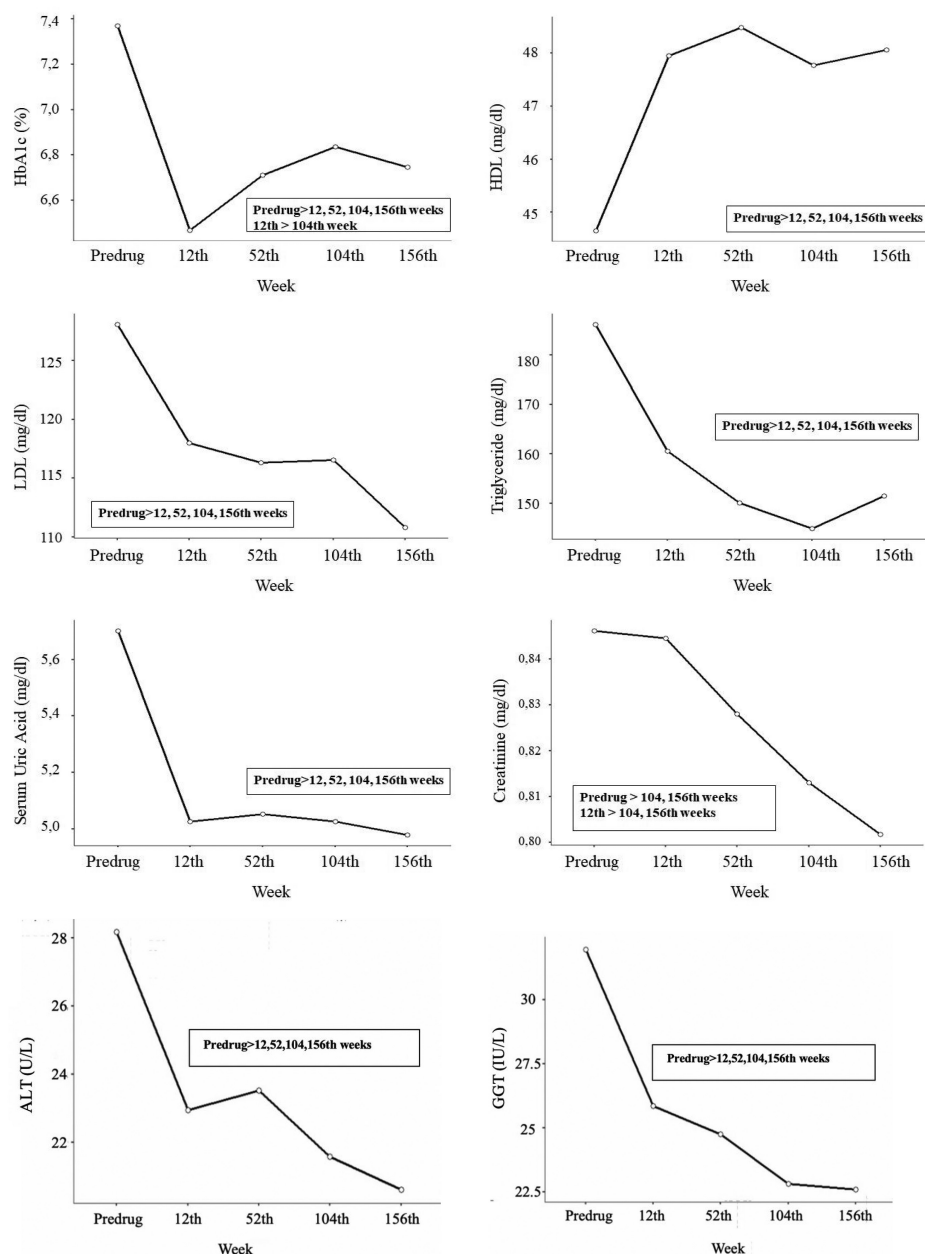 7,4
7,2
7,0
6,8
6,6
HbA1c (%)
Predrug>12, 52, 104, 156th weeks
12th > 104th week
Predrug 12th 52th 104th 156th
Week
48
47
46
45
HDL (mg/dl)
Predrug>12, 52, 104, 156th weeks
Predrug 12th 52th 104th 156th
Week
125
120
115
110
LDL (mg/dl)
Predrug>12, 52, 104, 156th weeks
Predrug 12th 52th 104th 156th
Week
180
170
160
150
Triglyceride (mg/dl)
Predrug>12, 52, 104, 156th weeks
Predrug 12th 52th 104th 156th
Week
5,6
5,4
5,2
5,0
Serum Uric Acid (mg/dl)
Predrug>12, 52, 104, 156th weeks
Predrug 12th 52th 104th 156th
Week
0,84
0,83
0,82
0,81
0,80
Creatinine (mg/dl)
Predrug > 104, 156th weeks
12th > 104, 156th weeks
Predrug 12th 52th 104th 156th
Week
28
26
24
22
ALT (U/L)
Predrug>12,52,104,156th weeks
Predrug 12th 52th 104th 156th
Week
30
27.5
25
22.5
GGT (IU/L)
Predrug>12,52,104,156th weeks
Predrug 12th 52th 104th 156th
Week